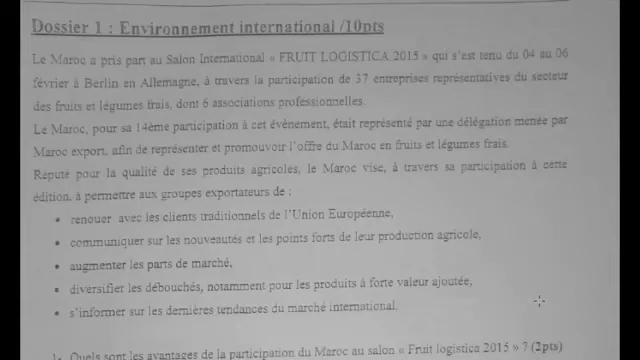 Dossier 1 : Environnement international /10pts
Le Maroc a pris part au Salon International « FRUIT LOGISTICA 2015 » qui s'est tenu du 04 au 06
février à Berlin en Allemagne, à travers la participation de 37 entreprises représentatives du secteur
des fruits et légumes frais, dont 6 associations professionnelles.
Le Maroc, pour sa 14ème participation à cet évènement, était représenté par une délégation menée par
Maroc export, afin de représenter et promouvoir l'offre du Maroc en fruits et légumes frais.
Réputé pour la qualité de ses produits agricoles, le Maroc vise, à travers sa participation à cette
édition, à permettre aux groupes exportateurs de :
• renouer avec les clients traditionnels de l'Union Européenne,
• communiquer sur les nouveautés et les points forts de leur production agricole,
• augmenter les parts de marché,
• diversifier les débouchés, notamment pour les produits à forte valeur ajoutée,
• s'informer sur les dernières tendances du marché international.
1- Quels sont les avantages de la participation du Maroc au salon « Fruit logistica 2015 » ? (2pts)